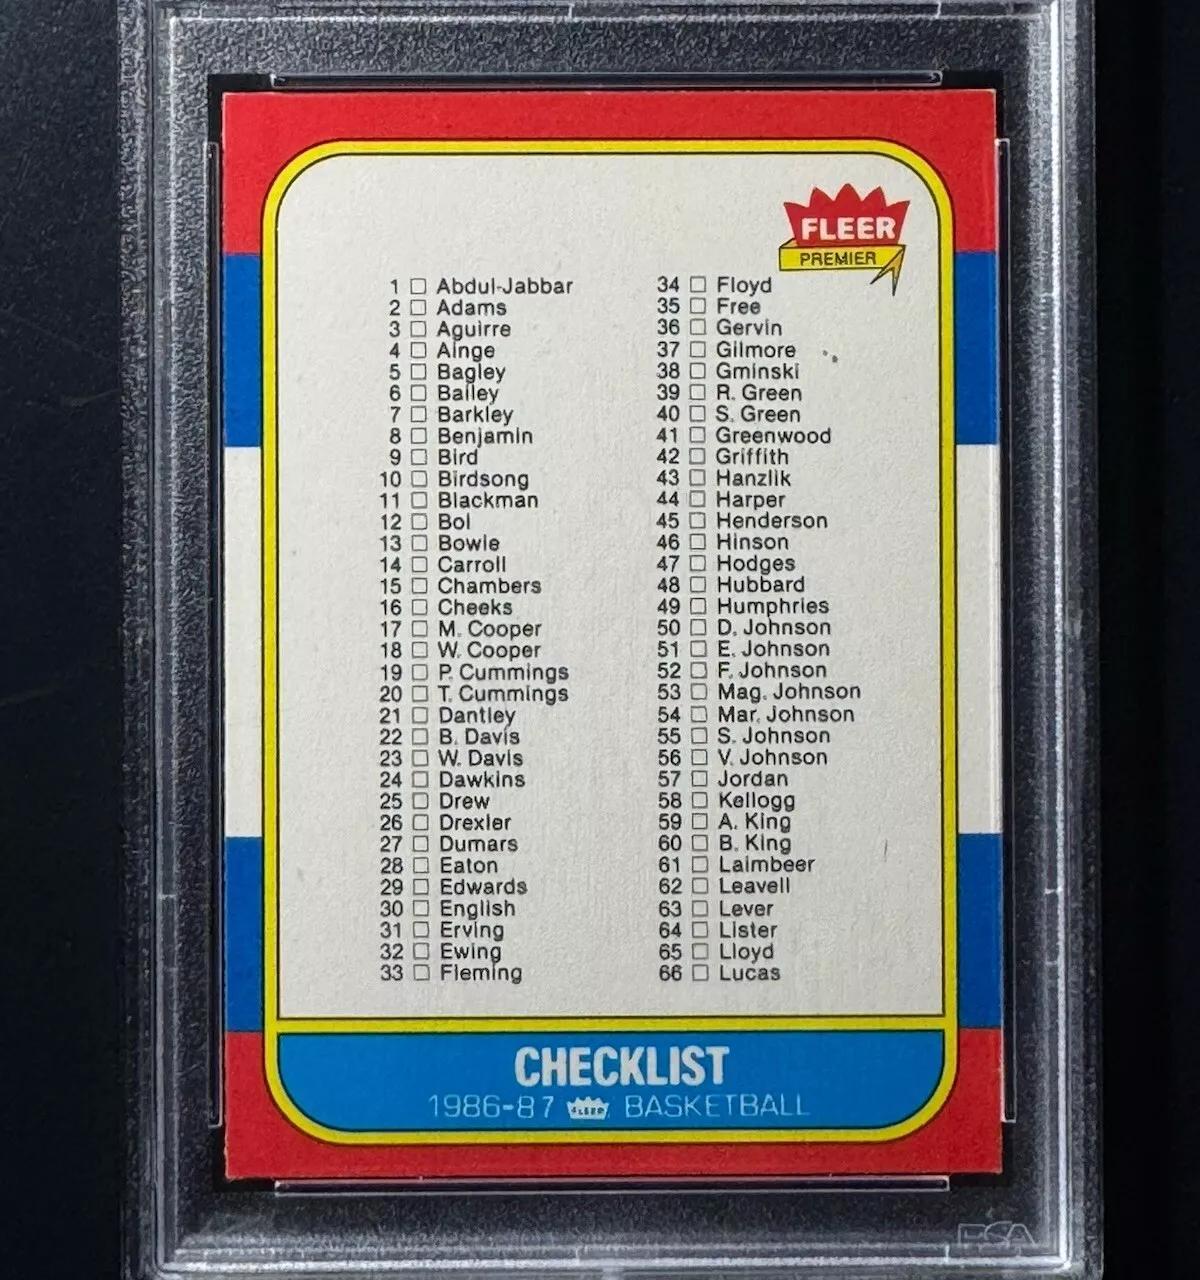 FLEER
PREMIER
1 Abdul-Jabbar
2 Adams
3 Aguirre
4 Ainge
5 Bagley
6 Bailey
7 Barkley
8 Benjamin
9 Bird
10 Birdsong
11 Blackman
12 Bol
13 Bowie
14 Carroll
15 Chambers
16 Cheeks
17 M. Cooper
18 W. Cooper
19 P. Cummings
20 T. Cummings
21 Dantley
22 B. Davis
23 W. Davis
24 Dawkins
25 Drew
26 Drexler
27 Dumars
28 Eaton
29 Edwards
30 English
31 Erving
32 Ewing
33 Fleming
34 Floyd
35 Free
36 Gervin
37 Gilmore
38 Gminski
39 R. Green
40 S. Green
41 Greenwood
42 Griffith
43 Hanzlik
44 Harper
45 Henderson
46 Hinson
47 Hodges
48 Hubbard
49 Humphries
50 D. Johnson
51 E. Johnson
52 F. Johnson
53 Mag. Johnson
54 Mar. Johnson
55 S. Johnson
56 V. Johnson
57 Jordan
58 Kellogg
59 A. King
60 B. King
61 Laimbeer
62 Leavell
63 Lever
64 Lister
65 Lloyd
66 Lucas
CHECKLIST
1986-87 FLEER BASKETBALL
PSA